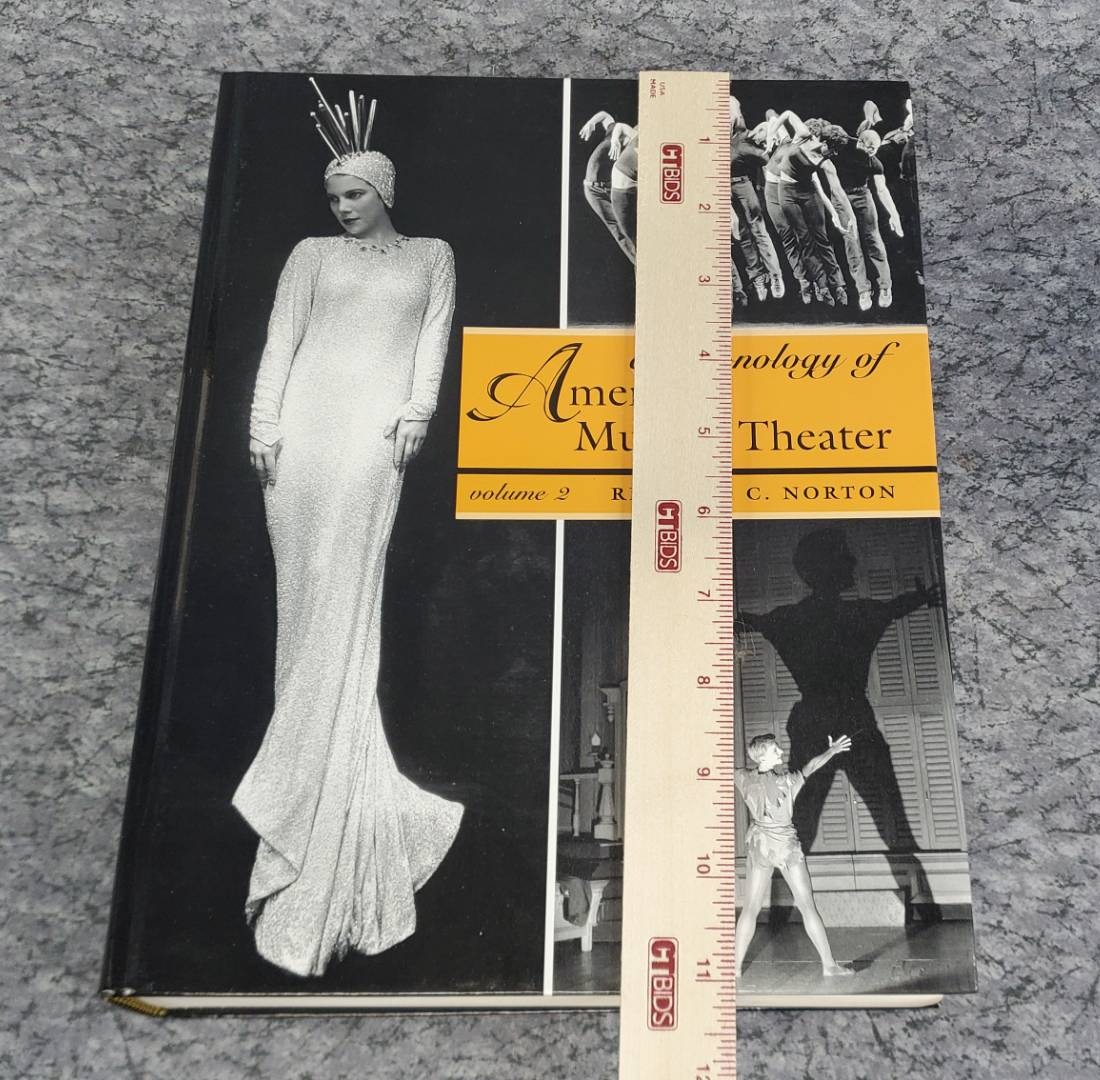 USA
MADE
1
CTBIDS
2
3
4
nology of
Ame
5
Mu Theater
volume 2 R C. NORTON
6
CTBIDS
7
8
9
10
11
CTBIDS
12